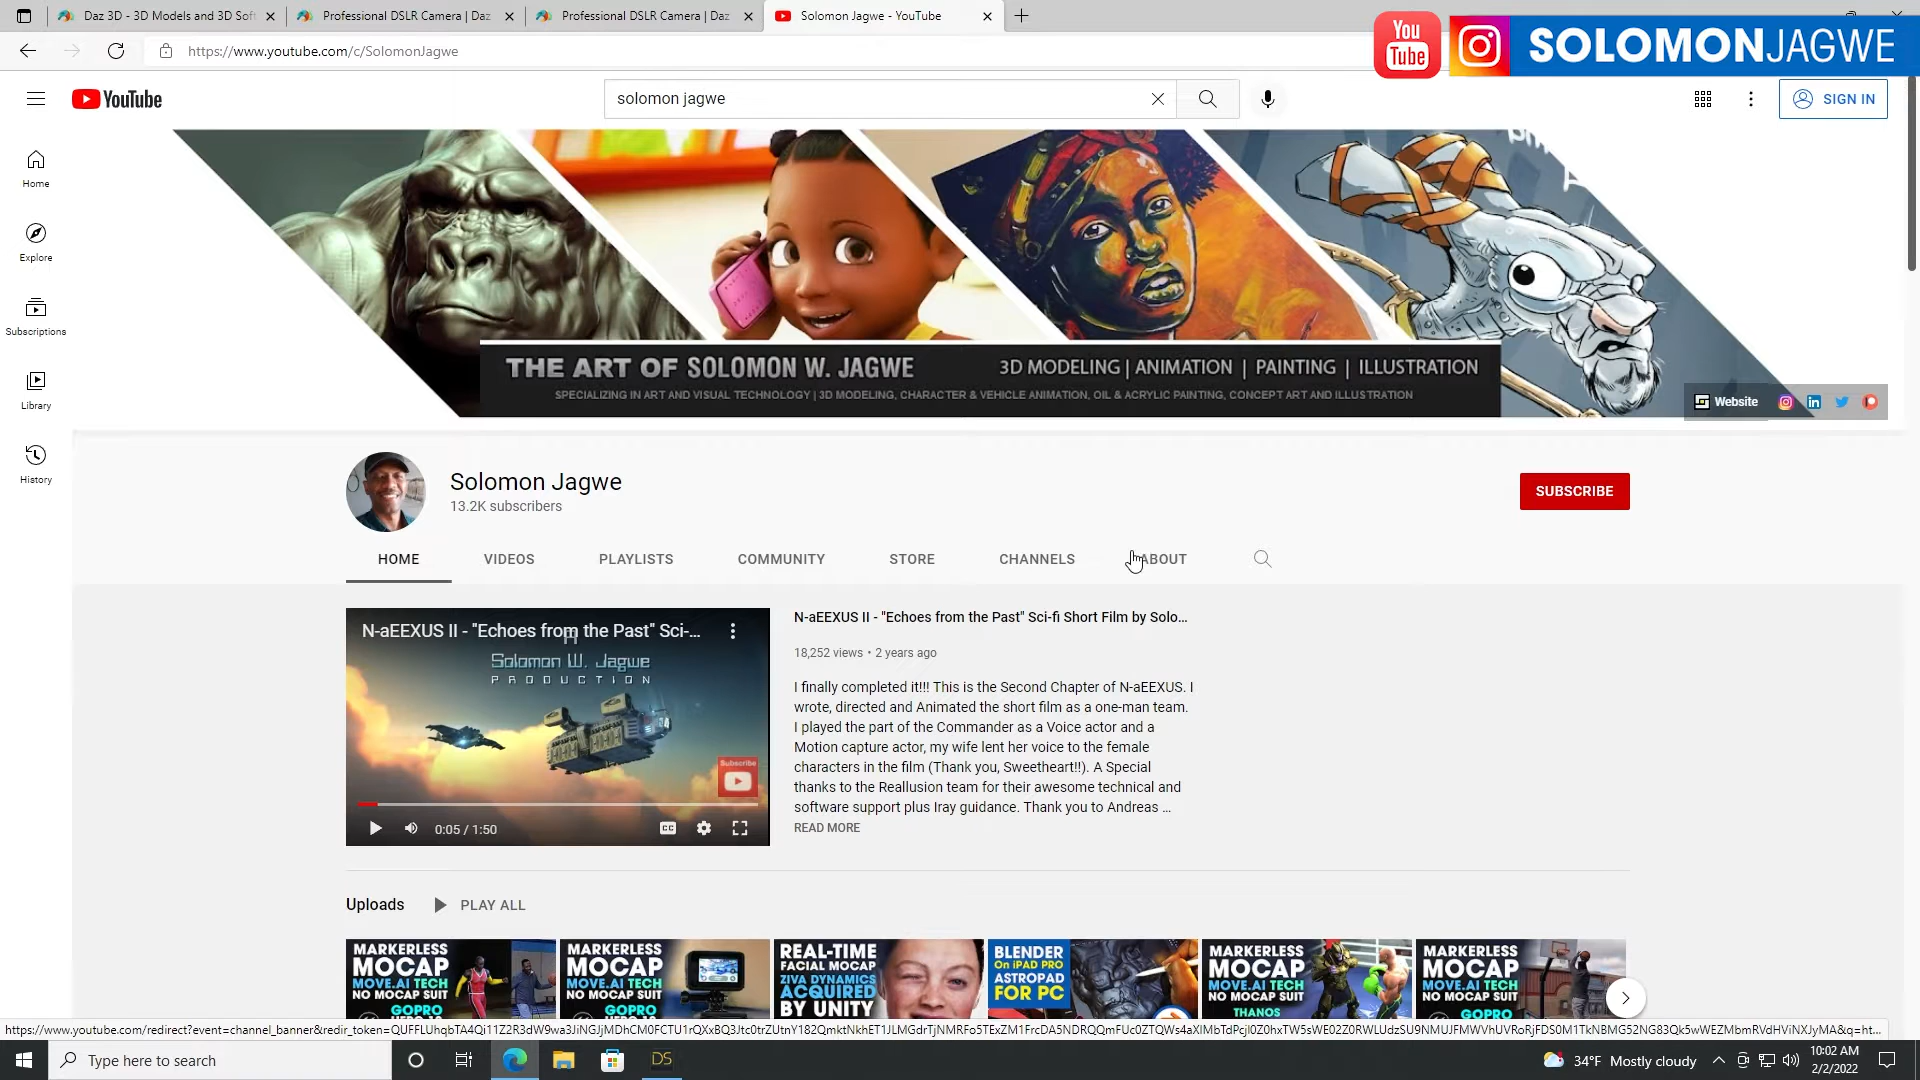 Daz 3D - 3D Models and 3D Soft
Professional DSLR Camera | Daz
Professional DSLR Camera | Daz
Solomon Jagwe - YouTube
https://www.youtube.com/c/SolomonJagwe
You
Tube
SOLOMONJAGWE
YouTube
solomon jagwe
SIGN IN
Home
Explore
Subscriptions
Library
History
THE ART OF SOLOMON W. JAGWE
3D MODELING | ANIMATION | PAINTING | ILLUSTRATION
SPECIALIZING IN ART AND VISUAL TECHNOLOGY | 3D MODELING, CHARACTER & VEHICLE ANIMATION, OIL & ACRYLIC PAINTING, CONCEPT ART AND ILLUSTRATION
Website
Solomon Jagwe
13.2K subscribers
SUBSCRIBE
HOME
VIDEOS
PLAYLISTS
COMMUNITY
STORE
CHANNELS
ABOUT
N-aEEXUS II - "Echoes from the Past" Sci-...
Solomon W. Jagwe
PRODUCTION
Subscribe
0:05 / 1:50
CC
N-aEEXUS II - "Echoes from the Past" Sci-fi Short Film by Solo...
18,252 views • 2 years ago
I finally completed it!!! This is the Second Chapter of N-aEEXUS. I
wrote, directed and Animated the short film as a one-man team.
I played the part of the Commander as a Voice actor and a
Motion capture actor, my wife lent her voice to the female
characters in the film (Thank you, Sweetheart!!). A Special
thanks to the Reallusion team for their awesome technical and
software support plus Iray guidance. Thank you to Andreas ...
READ MORE
Uploads
PLAY ALL
MARKERLESS
MOCAP
MOVE.AI TECH
NO MOCAP SUIT
GOPRO
MARKERLESS
MOCAP
MOVE.AI TECH
NO MOCAP SUIT
GOPRO
REAL-TIME
FACIAL MOCAP
ZIVA DYNAMICS
ACQUIRED
BY UNITY
BLENDER
On iPAD PRO
ASTROPAD
FOR PC
MARKERLESS
MOCAP
MOVE.AI TECH
NO MOCAP SUIT
THANOS
MARKERLESS
MOCAP
MOVE.AI TECH
NO MOCAP SUIT
GOPRO
Type here to search
DS
34°F Mostly cloudy
10:02 AM
2/2/2022